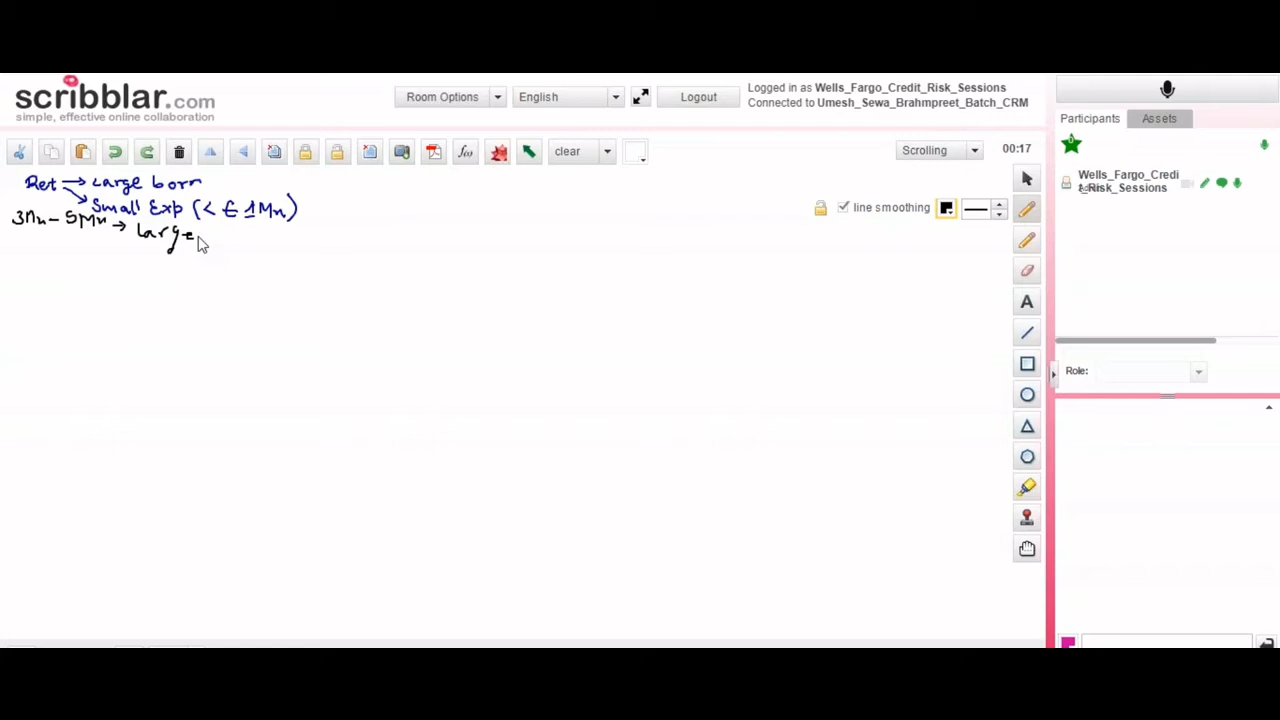 scribblar.com
simple, effective online collaboration
Room Options
English
Logout
Logged in as Wells_Fargo_Credit_Risk_Sessions
Connected to Umesh_Sewa_Brahmpreet_Batch_CRM
Participants
Assets
f(x)
clear
Scrolling
00:17
Ret → Large born
Small Exp (< € 1Mn)
3Mn - 5Mn → Large
line smoothing
A
Wells_Fargo_Credi
t_Risk_Sessions
Role: